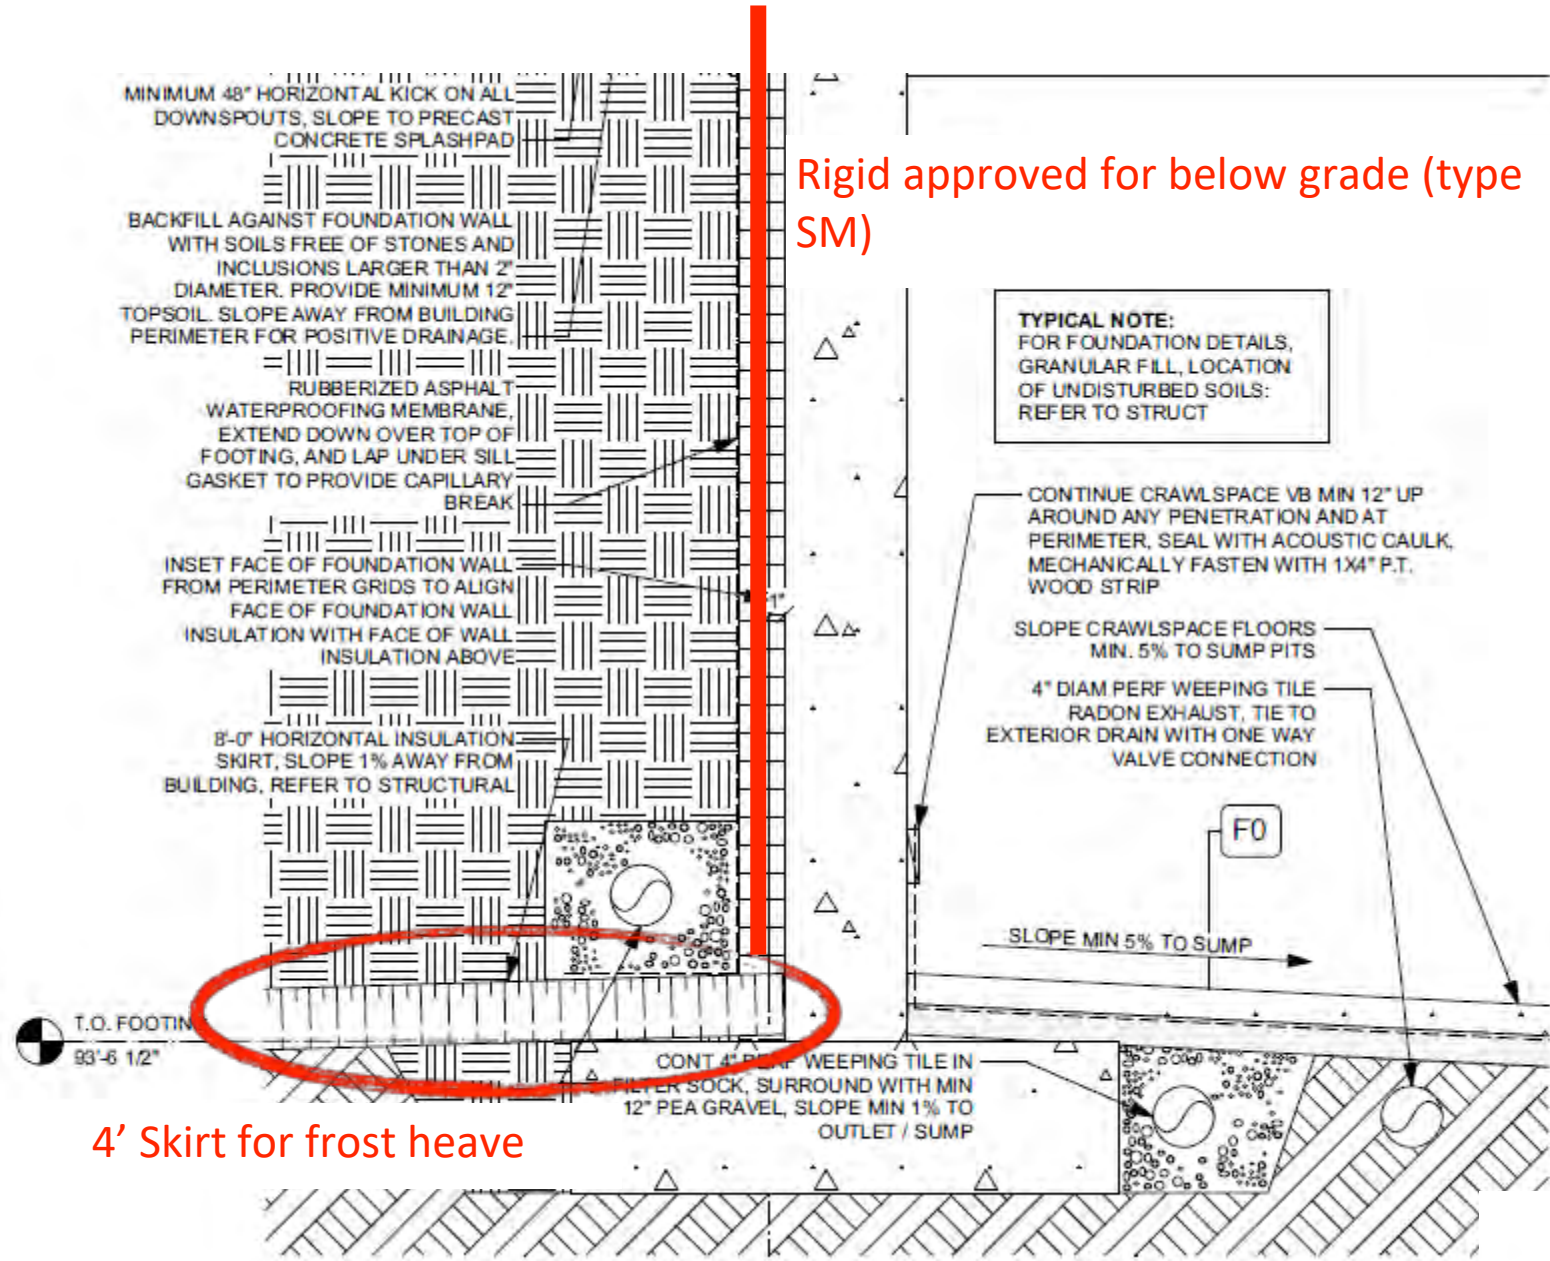 MINIMUM 48" HORIZONTAL KICK ON ALL
DOWNSPOUTS, SLOPE TO PRECAST
CONCRETE SPLASHPAD
Rigid approved for below grade (type
SM)
BACKFILL AGAINST FOUNDATION WALL
WITH SOILS FREE OF STONES AND
INCLUSIONS LARGER THAN 2"
DIAMETER. PROVIDE MINIMUM 12"
TOPSOIL. SLOPE AWAY FROM BUILDING
PERIMETER FOR POSITIVE DRAINAGE.
TYPICAL NOTE:
FOR FOUNDATION DETAILS,
GRANULAR FILL, LOCATION
OF UNDISTURBED SOILS:
REFER TO STRUCT
RUBBERIZED ASPHALT
WATERPROOFING MEMBRANE,
EXTEND DOWN OVER TOP OF
FOOTING, AND LAP UNDER SILL
GASKET TO PROVIDE CAPILLARY
BREAK
CONTINUE CRAWLSPACE VB MIN 12" UP
AROUND ANY PENETRATION AND AT
PERIMETER, SEAL WITH ACOUSTIC CAULK.
MECHANICALLY FASTEN WITH 1X4" P.T.
WOOD STRIP
INSET FACE OF FOUNDATION WALL
FROM PERIMETER GRIDS TO ALIGN
FACE OF FOUNDATION WALL
INSULATION WITH FACE OF WALL
INSULATION ABOVE
1"
SLOPE CRAWLSPACE FLOORS
MIN. 5% TO SUMP PITS
4" DIAM PERF WEEPING TILE
RADON EXHAUST, TIE TO
EXTERIOR DRAIN WITH ONE WAY
VALVE CONNECTION
8'-0" HORIZONTAL INSULATION
SKIRT, SLOPE 1% AWAY FROM
BUILDING, REFER TO STRUCTURAL
F0
SLOPE MIN 5% TO SUMP
T.O. FOOTIN
93'-6 1/2"
CONT 4" PERF WEEPING TILE IN
FILTER SOCK, SURROUND WITH MIN
12" PEA GRAVEL, SLOPE MIN 1% TO
OUTLET / SUMP
4’ Skirt for frost heave